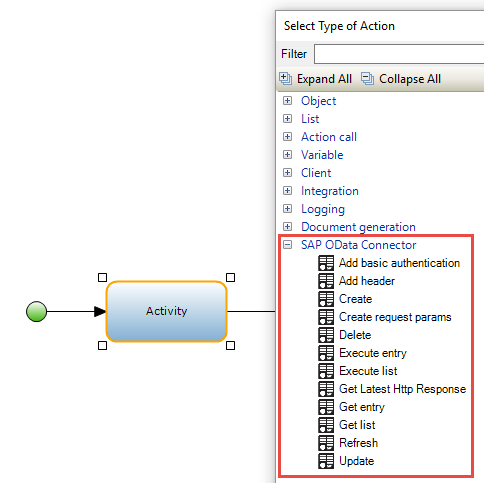 Select Type of Action
Filter
Expand All Collapse All
Object
List
Action call
Variable
Client
Integration
Logging
Document generation
SAP OData Connector
Add basic authentication
Add header
Create
Create request params
Delete
Execute entry
Execute list
Get Latest Http Response
Get entry
Get list
Refresh
Update
Activity